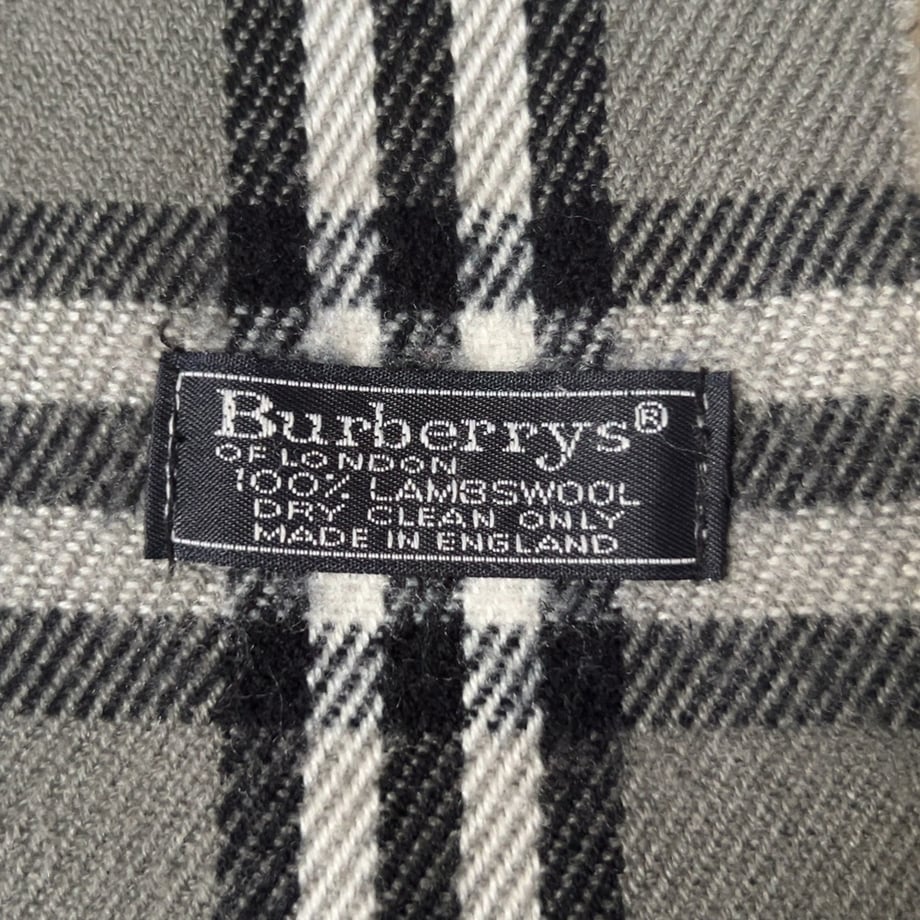 Burberrys®
OF LONDON
100% LAMBSWOOL
DRY CLEAN ONLY
MADE IN ENGLAND